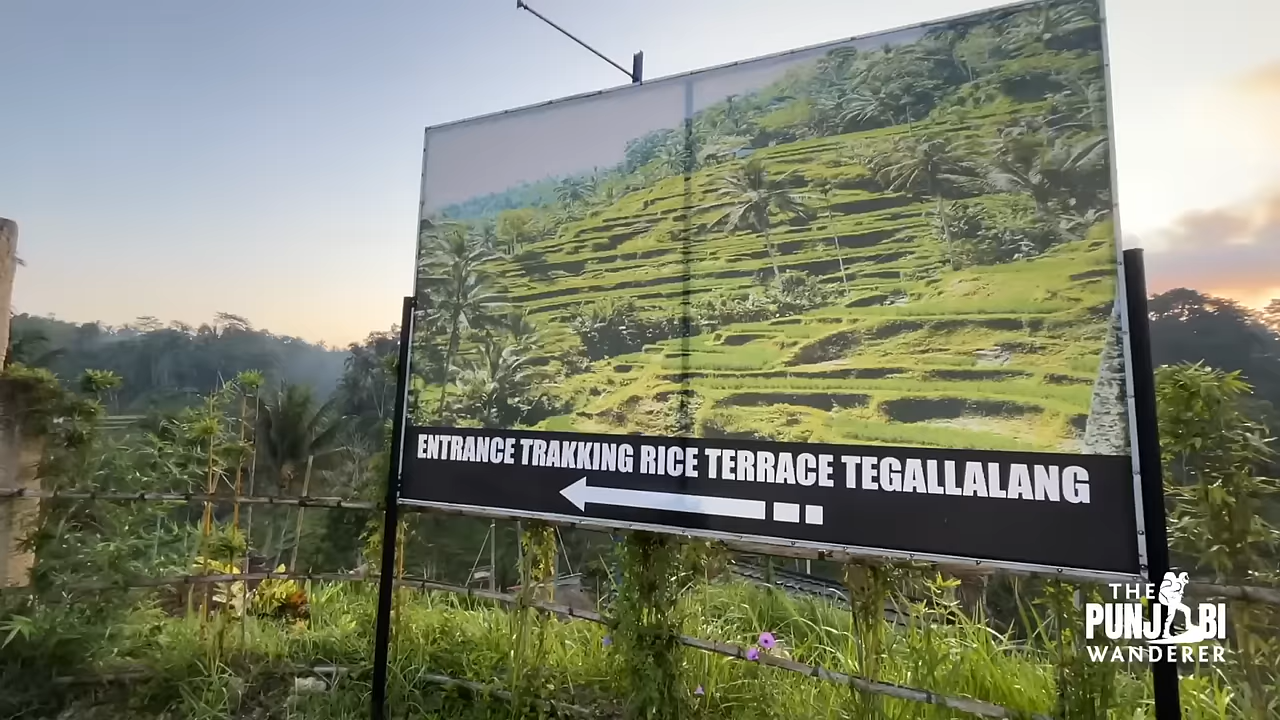 ENTRANCE TRAKKING RICE TERRACE TEGALLALANG
THE
PUNJABI
WANDERER